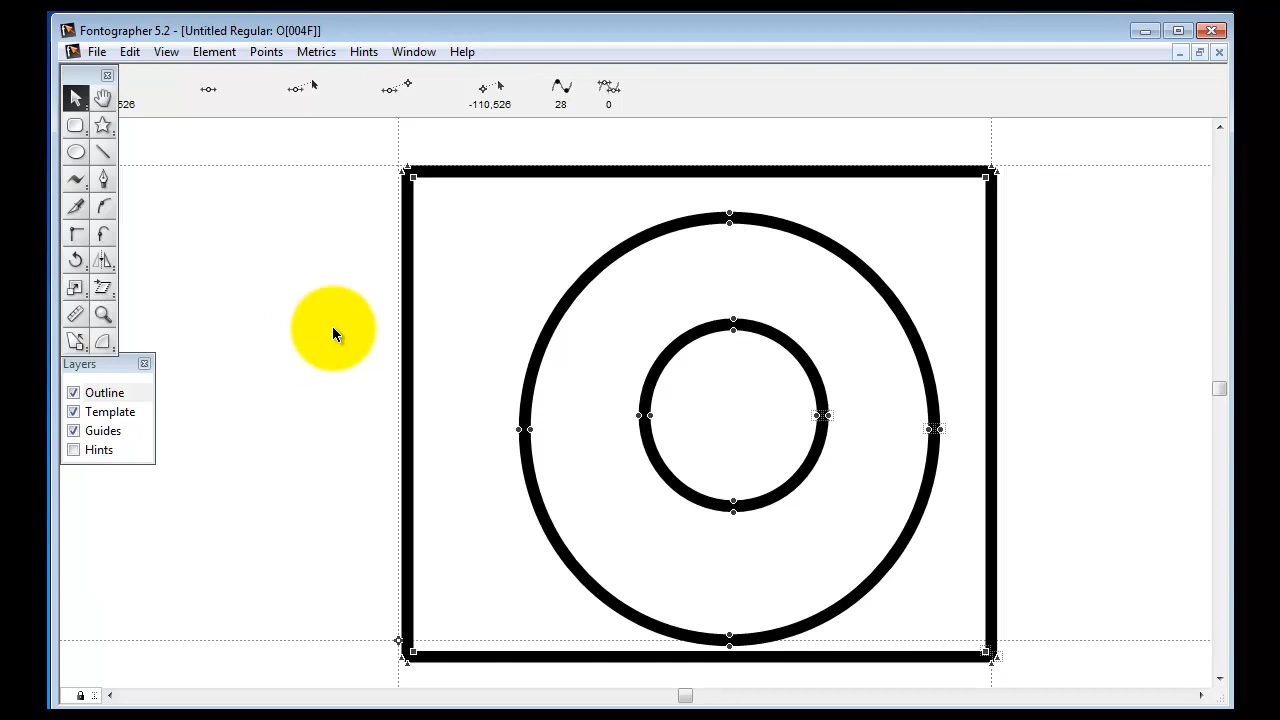 Fontographer 5.2 - [Untitled Regular: O[004F]]
File Edit View Element Points Metrics Hints Window Help
526 -110,526 28 0
Layers
Outline
Template
Guides
Hints